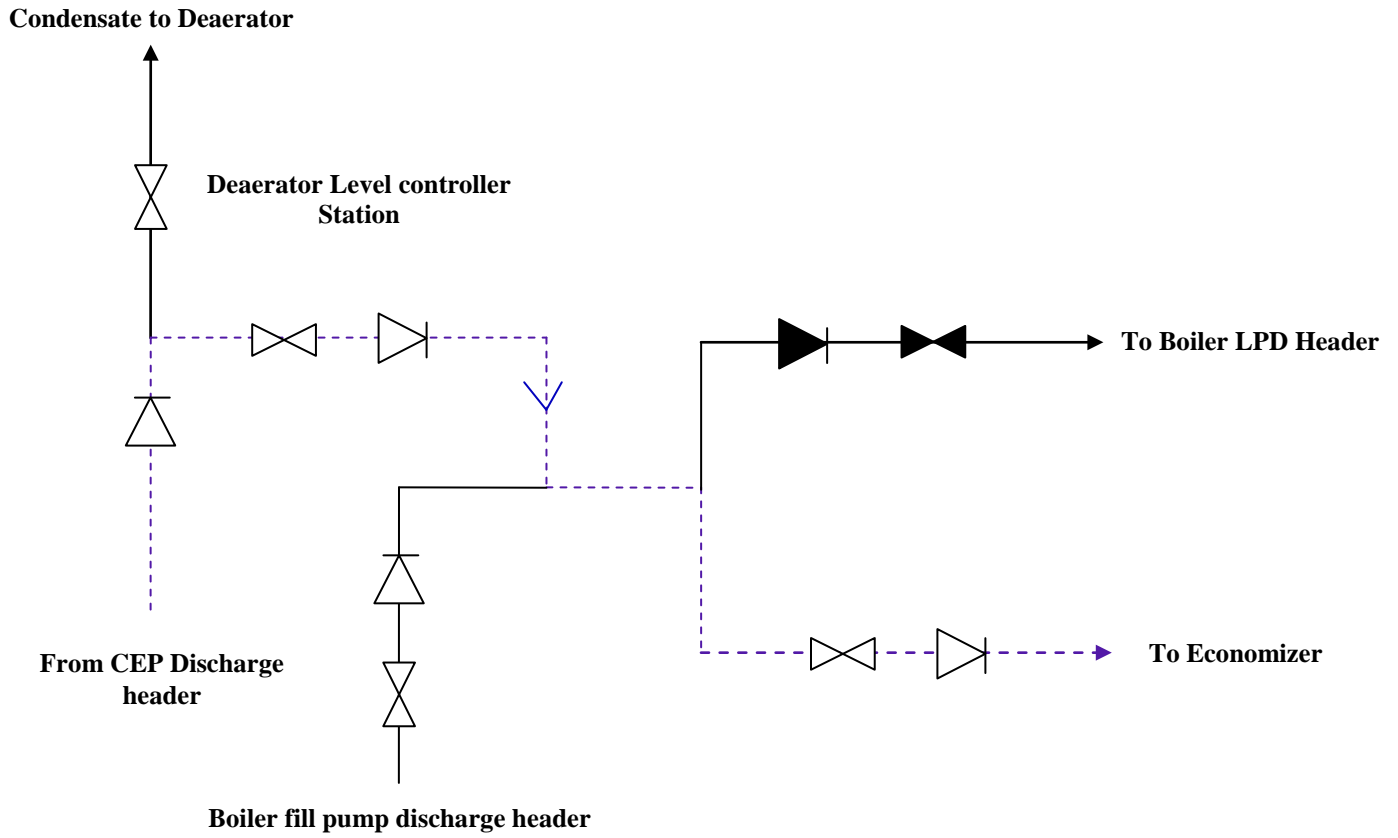 Condensate to Deaerator
Deaerator Level controller
Station
To Boiler LPD Header
From CEP Discharge
header
To Economizer
Boiler fill pump discharge header